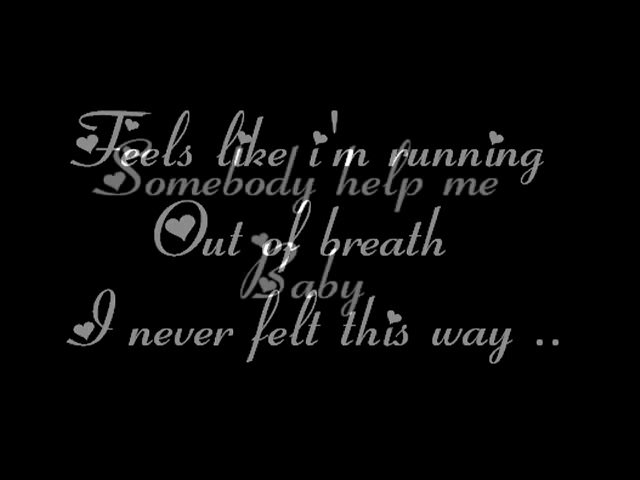 Feels like i'm running
Somebody help me
Out of breath
Baby
I never felt this way ..